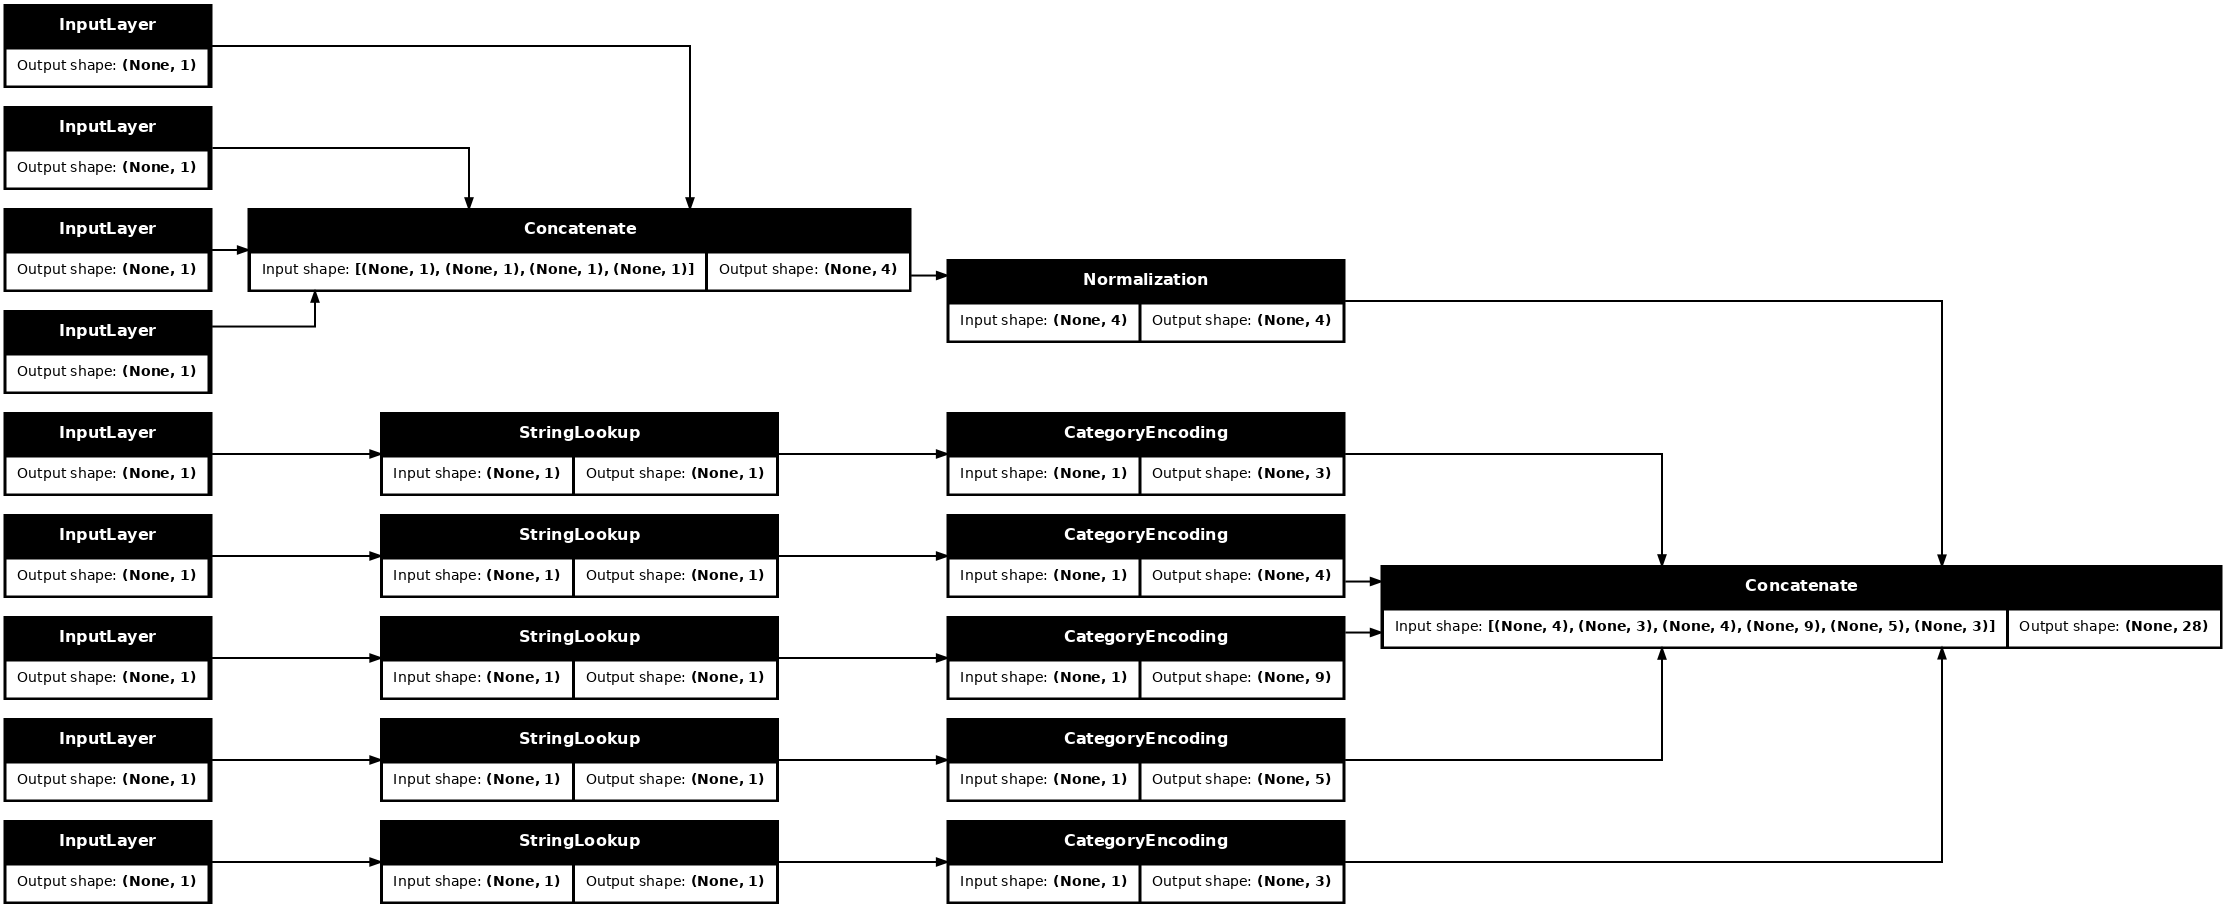 InputLayer
Output shape: (None, 1)
InputLayer
Output shape: (None, 1)
InputLayer
Output shape: (None, 1)
Concatenate
Input shape: [(None, 1), (None, 1), (None, 1), (None, 1)] Output shape: (None, 4)
Normalization
Input shape: (None, 4) Output shape: (None, 4)
InputLayer
Output shape: (None, 1)
InputLayer
Output shape: (None, 1)
StringLookup
Input shape: (None, 1) Output shape: (None, 1)
CategoryEncoding
Input shape: (None, 1) Output shape: (None, 3)
InputLayer
Output shape: (None, 1)
StringLookup
Input shape: (None, 1) Output shape: (None, 1)
CategoryEncoding
Input shape: (None, 1) Output shape: (None, 4)
Concatenate
Input shape: [(None, 4), (None, 3), (None, 4), (None, 9), (None, 5), (None, 3)] Output shape: (None, 28)
InputLayer
Output shape: (None, 1)
StringLookup
Input shape: (None, 1) Output shape: (None, 1)
CategoryEncoding
Input shape: (None, 1) Output shape: (None, 9)
InputLayer
Output shape: (None, 1)
StringLookup
Input shape: (None, 1) Output shape: (None, 1)
CategoryEncoding
Input shape: (None, 1) Output shape: (None, 5)
InputLayer
Output shape: (None, 1)
StringLookup
Input shape: (None, 1) Output shape: (None, 1)
CategoryEncoding
Input shape: (None, 1) Output shape: (None, 3)